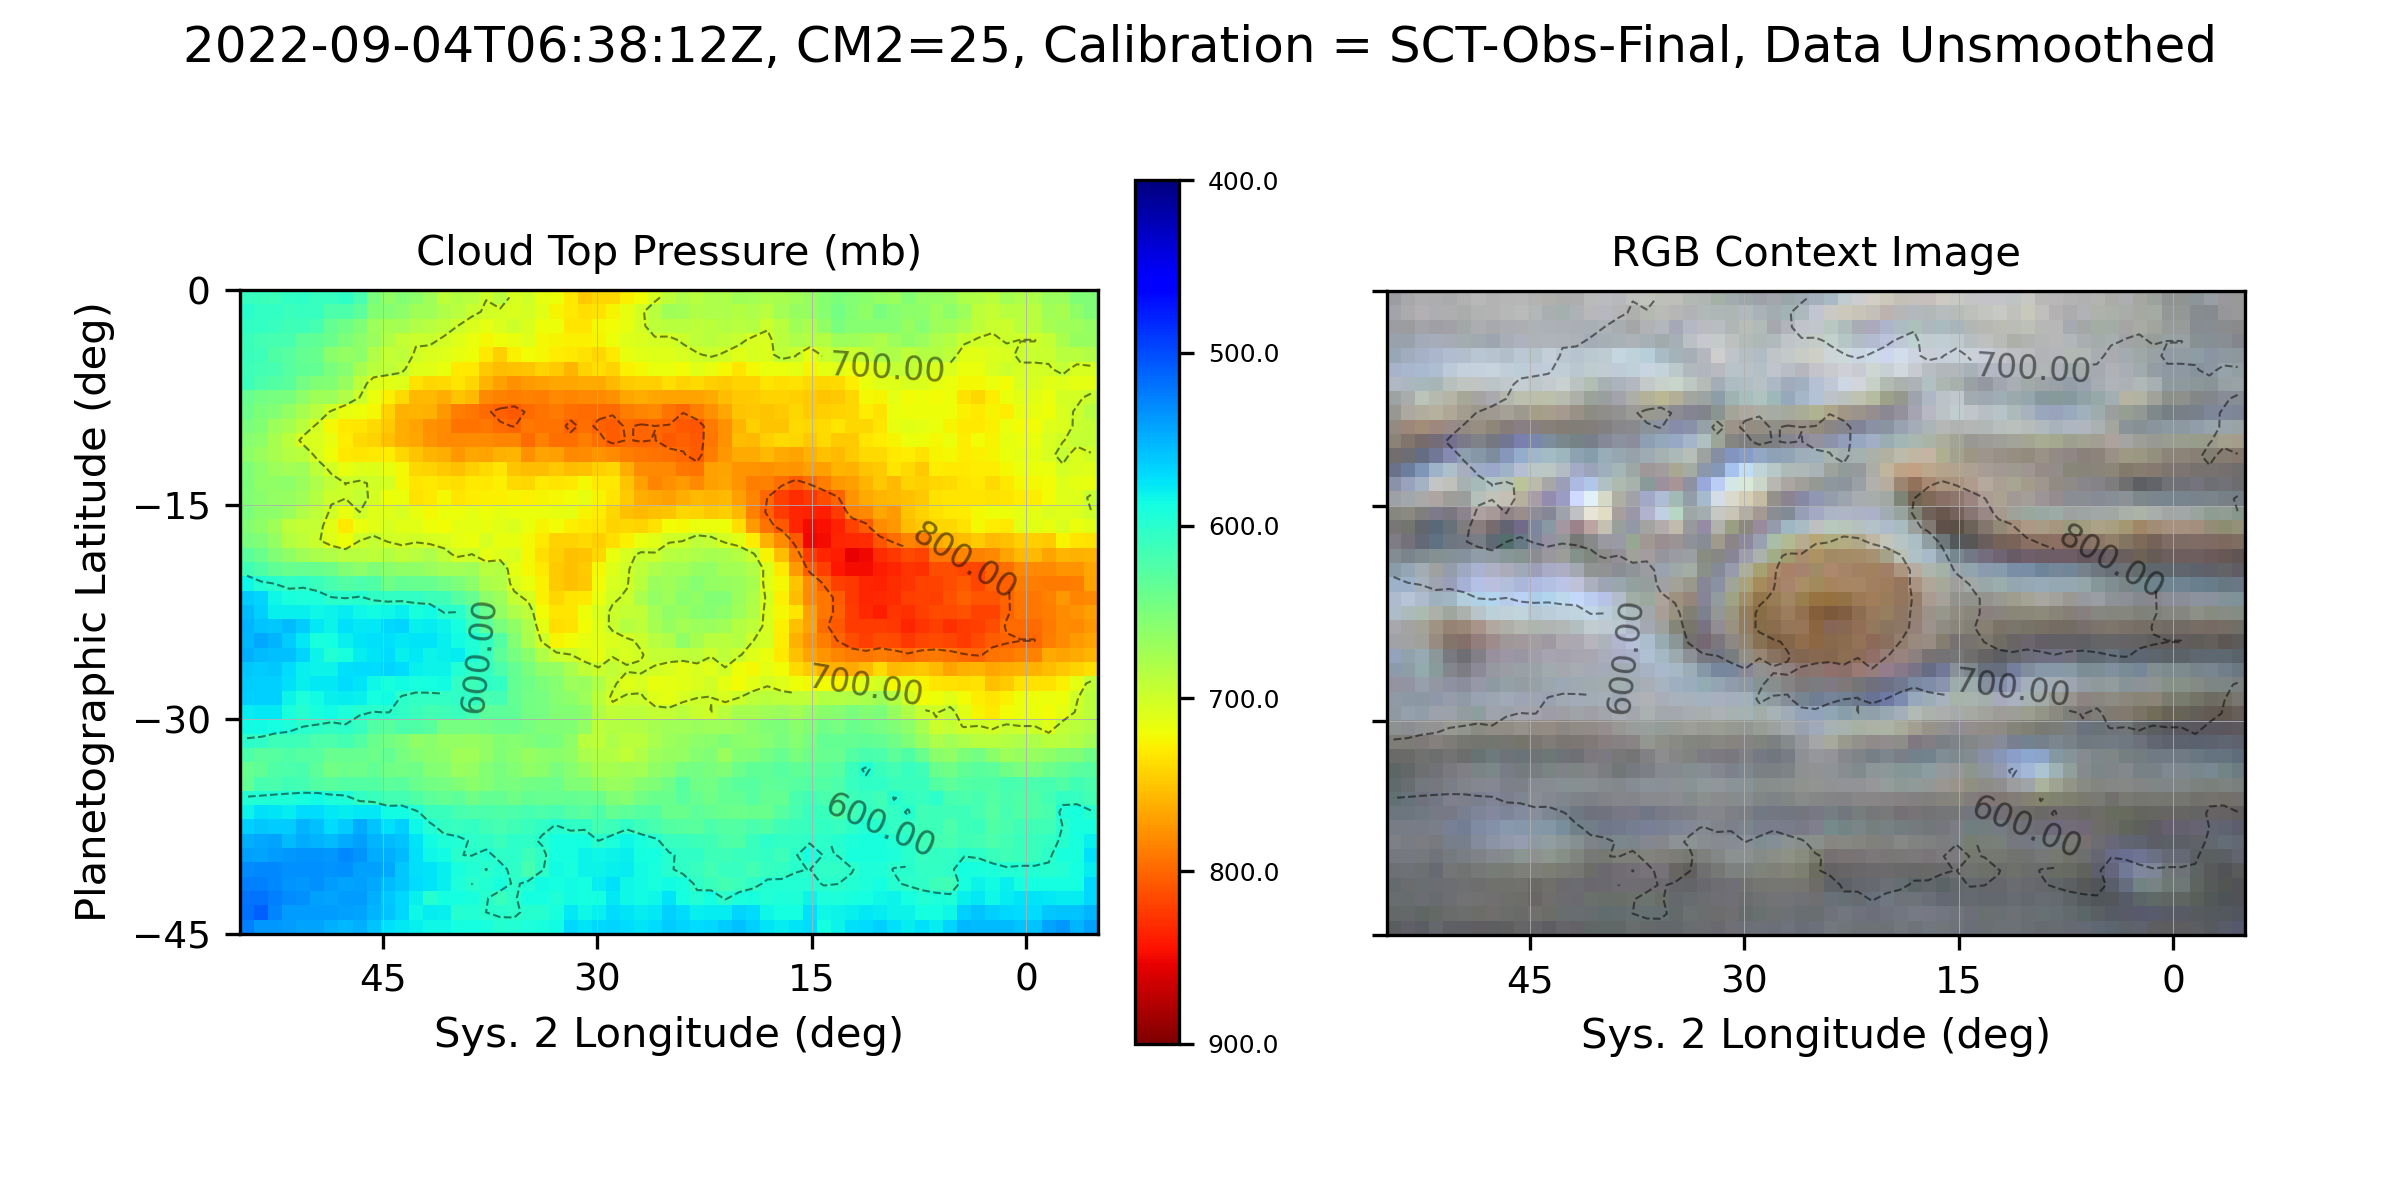 2022-09-04T06:38:12Z, CM2=25, Calibration = SCT-Obs-Final, Data Unsmoothed
Cloud Top Pressure (mb)
Planetographic Latitude (deg)
0
−15
−30
−45
45 30 15 0
Sys. 2 Longitude (deg)
700.00
800.00
600.00
700.00
600.00
400.0
500.0
600.0
700.0
800.0
900.0
RGB Context Image
700.00
800.00
600.00
700.00
600.00
45 30 15 0
Sys. 2 Longitude (deg)